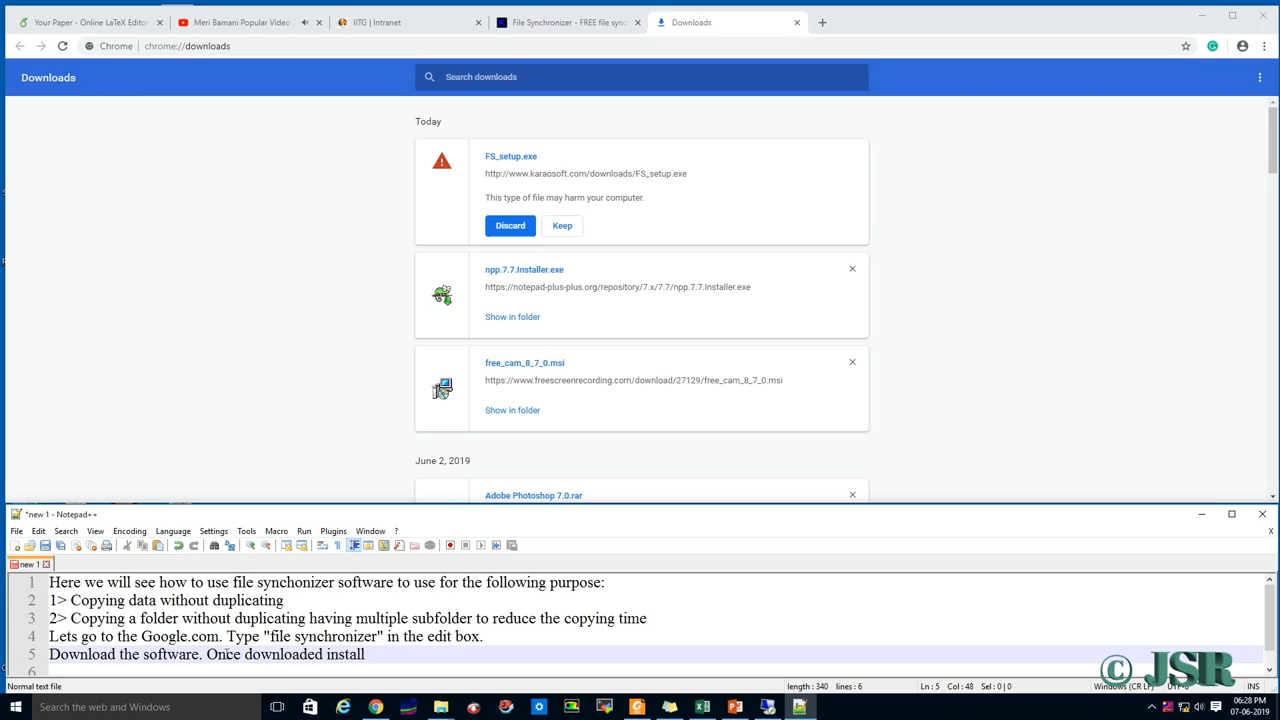 Your Paper - Online LaTeX Editor
Meri Bamani Popular Video
IITG | Intranet
File Synchronizer - FREE file sync
Downloads
Chrome
chrome://downloads
Downloads
Search downloads
Today
FS_setup.exe
http://www.karaosoft.com/downloads/FS_setup.exe
This type of file may harm your computer.
Discard
Keep
npp.7.7.Installer.exe
https://notepad-plus-plus.org/repository/7.x/7.7/npp.7.7.Installer.exe
Show in folder
free_cam_8_7_0.msi
https://www.freescreenrecording.com/download/27129/free_cam_8_7_0.msi
Show in folder
June 2, 2019
Adobe Photoshop 7.0.rar
*new 1 - Notepad++
File Edit Search View Encoding Language Settings Tools Macro Run Plugins Window ?
X
new 1
1 Here we will see how to use file synchonizer software to use for the following purpose:
2 1> Copying data without duplicating
3 2> Copying a folder without duplicating having multiple subfolder to reduce the copying time
4 Lets go to the Google.com. Type "file synchronizer" in the edit box.
5 Download the software. Once downloaded install
6
© JSR
Normal text file
length : 340 lines : 6
Ln : 5 Col : 48 Sel : 0 | 0
Windows (CR LF)
UTF-8
INS
Search the web and Windows
06:28 PM
07-06-2019